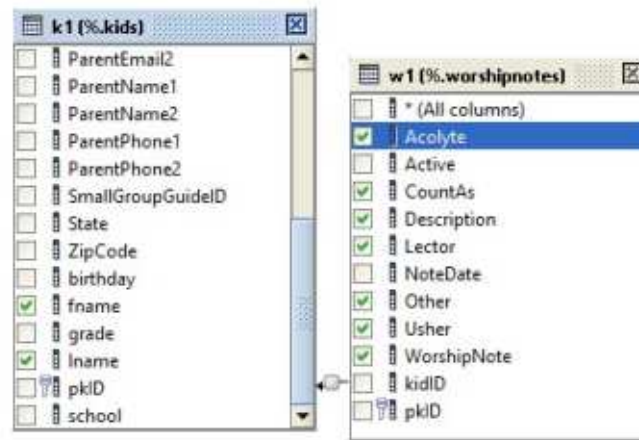 k1 (%.kids)
ParentEmail2
ParentName1
ParentName2
ParentPhone1
ParentPhone2
SmallGroupGuideID
State
ZipCode
birthday
fname
grade
lname
pkID
school
w1 (%.worshipnotes)
* (All columns)
Acolyte
Active
CountAs
Description
Lector
NoteDate
Other
Usher
WorshipNote
kidID
pkID